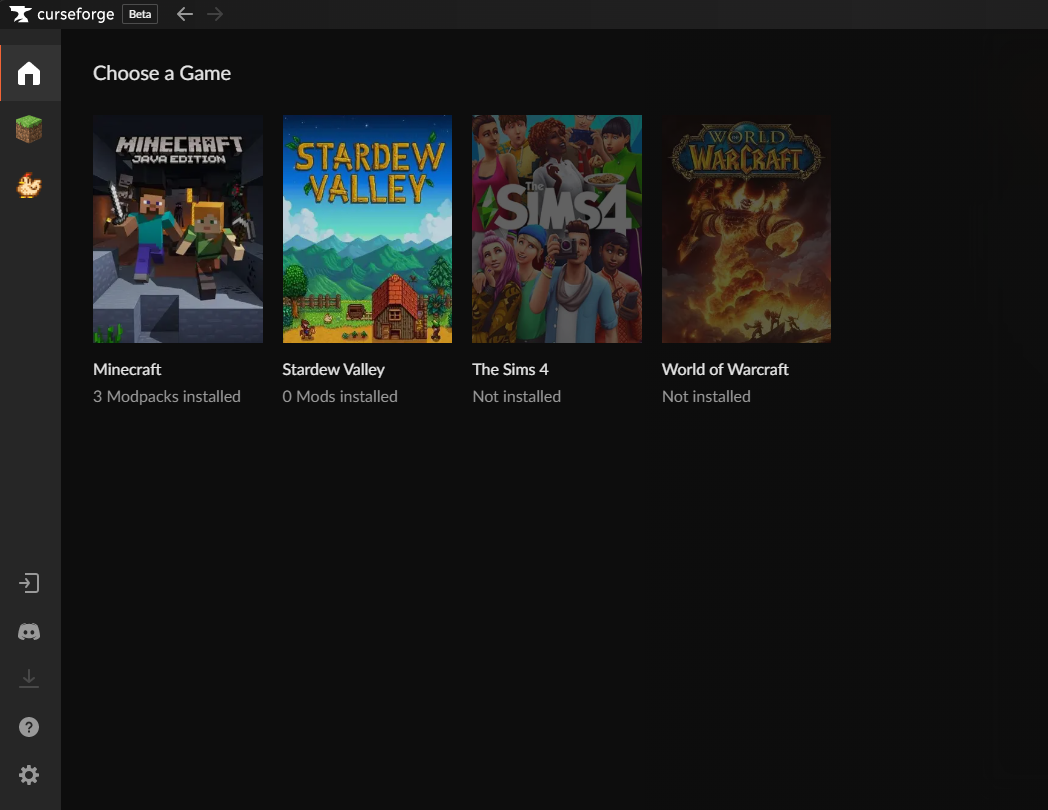 curseforge Beta
Choose a Game
MINECRAFT
JAVA EDITION
STARDEW
VALLEY
The
SIMS 4
WORLD
OF
WARCRAFT
Minecraft
Stardew Valley
The Sims 4
World of Warcraft
3 Modpacks installed
0 Mods installed
Not installed
Not installed
?